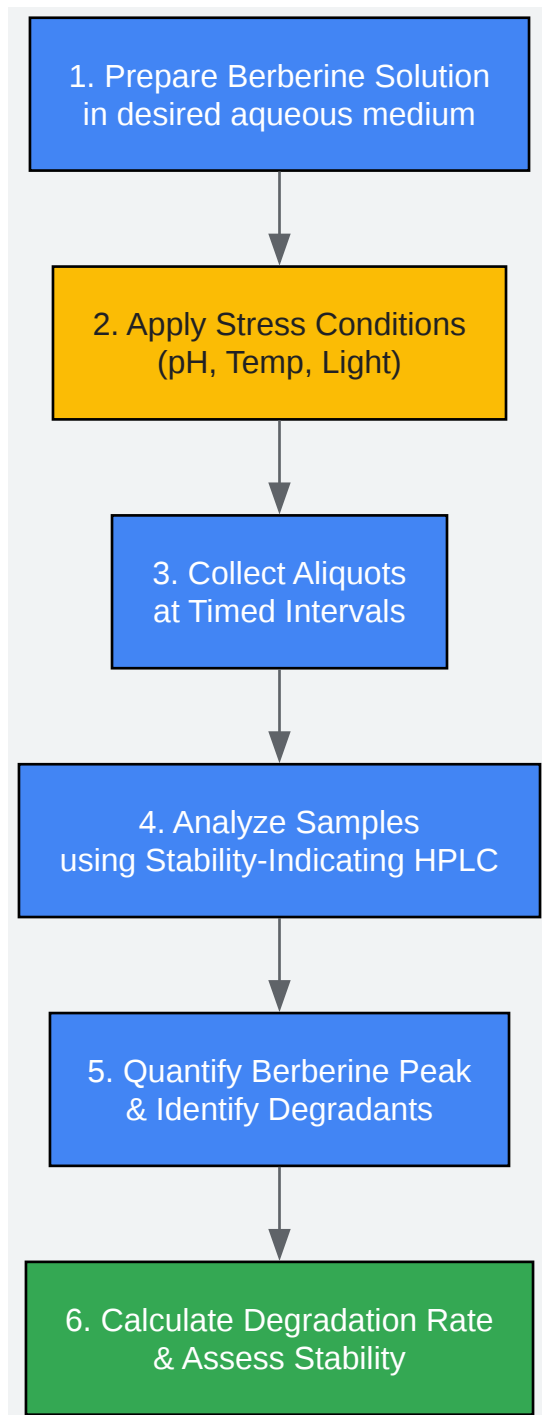 1. Prepare Berberine Solution
in desired aqueous medium
2. Apply Stress Conditions
(pH, Temp, Light)
3. Collect Aliquots
at Timed Intervals
4. Analyze Samples
using Stability-Indicating HPLC
5. Quantify Berberine Peak
& Identify Degradants
6. Calculate Degradation Rate
& Assess Stability